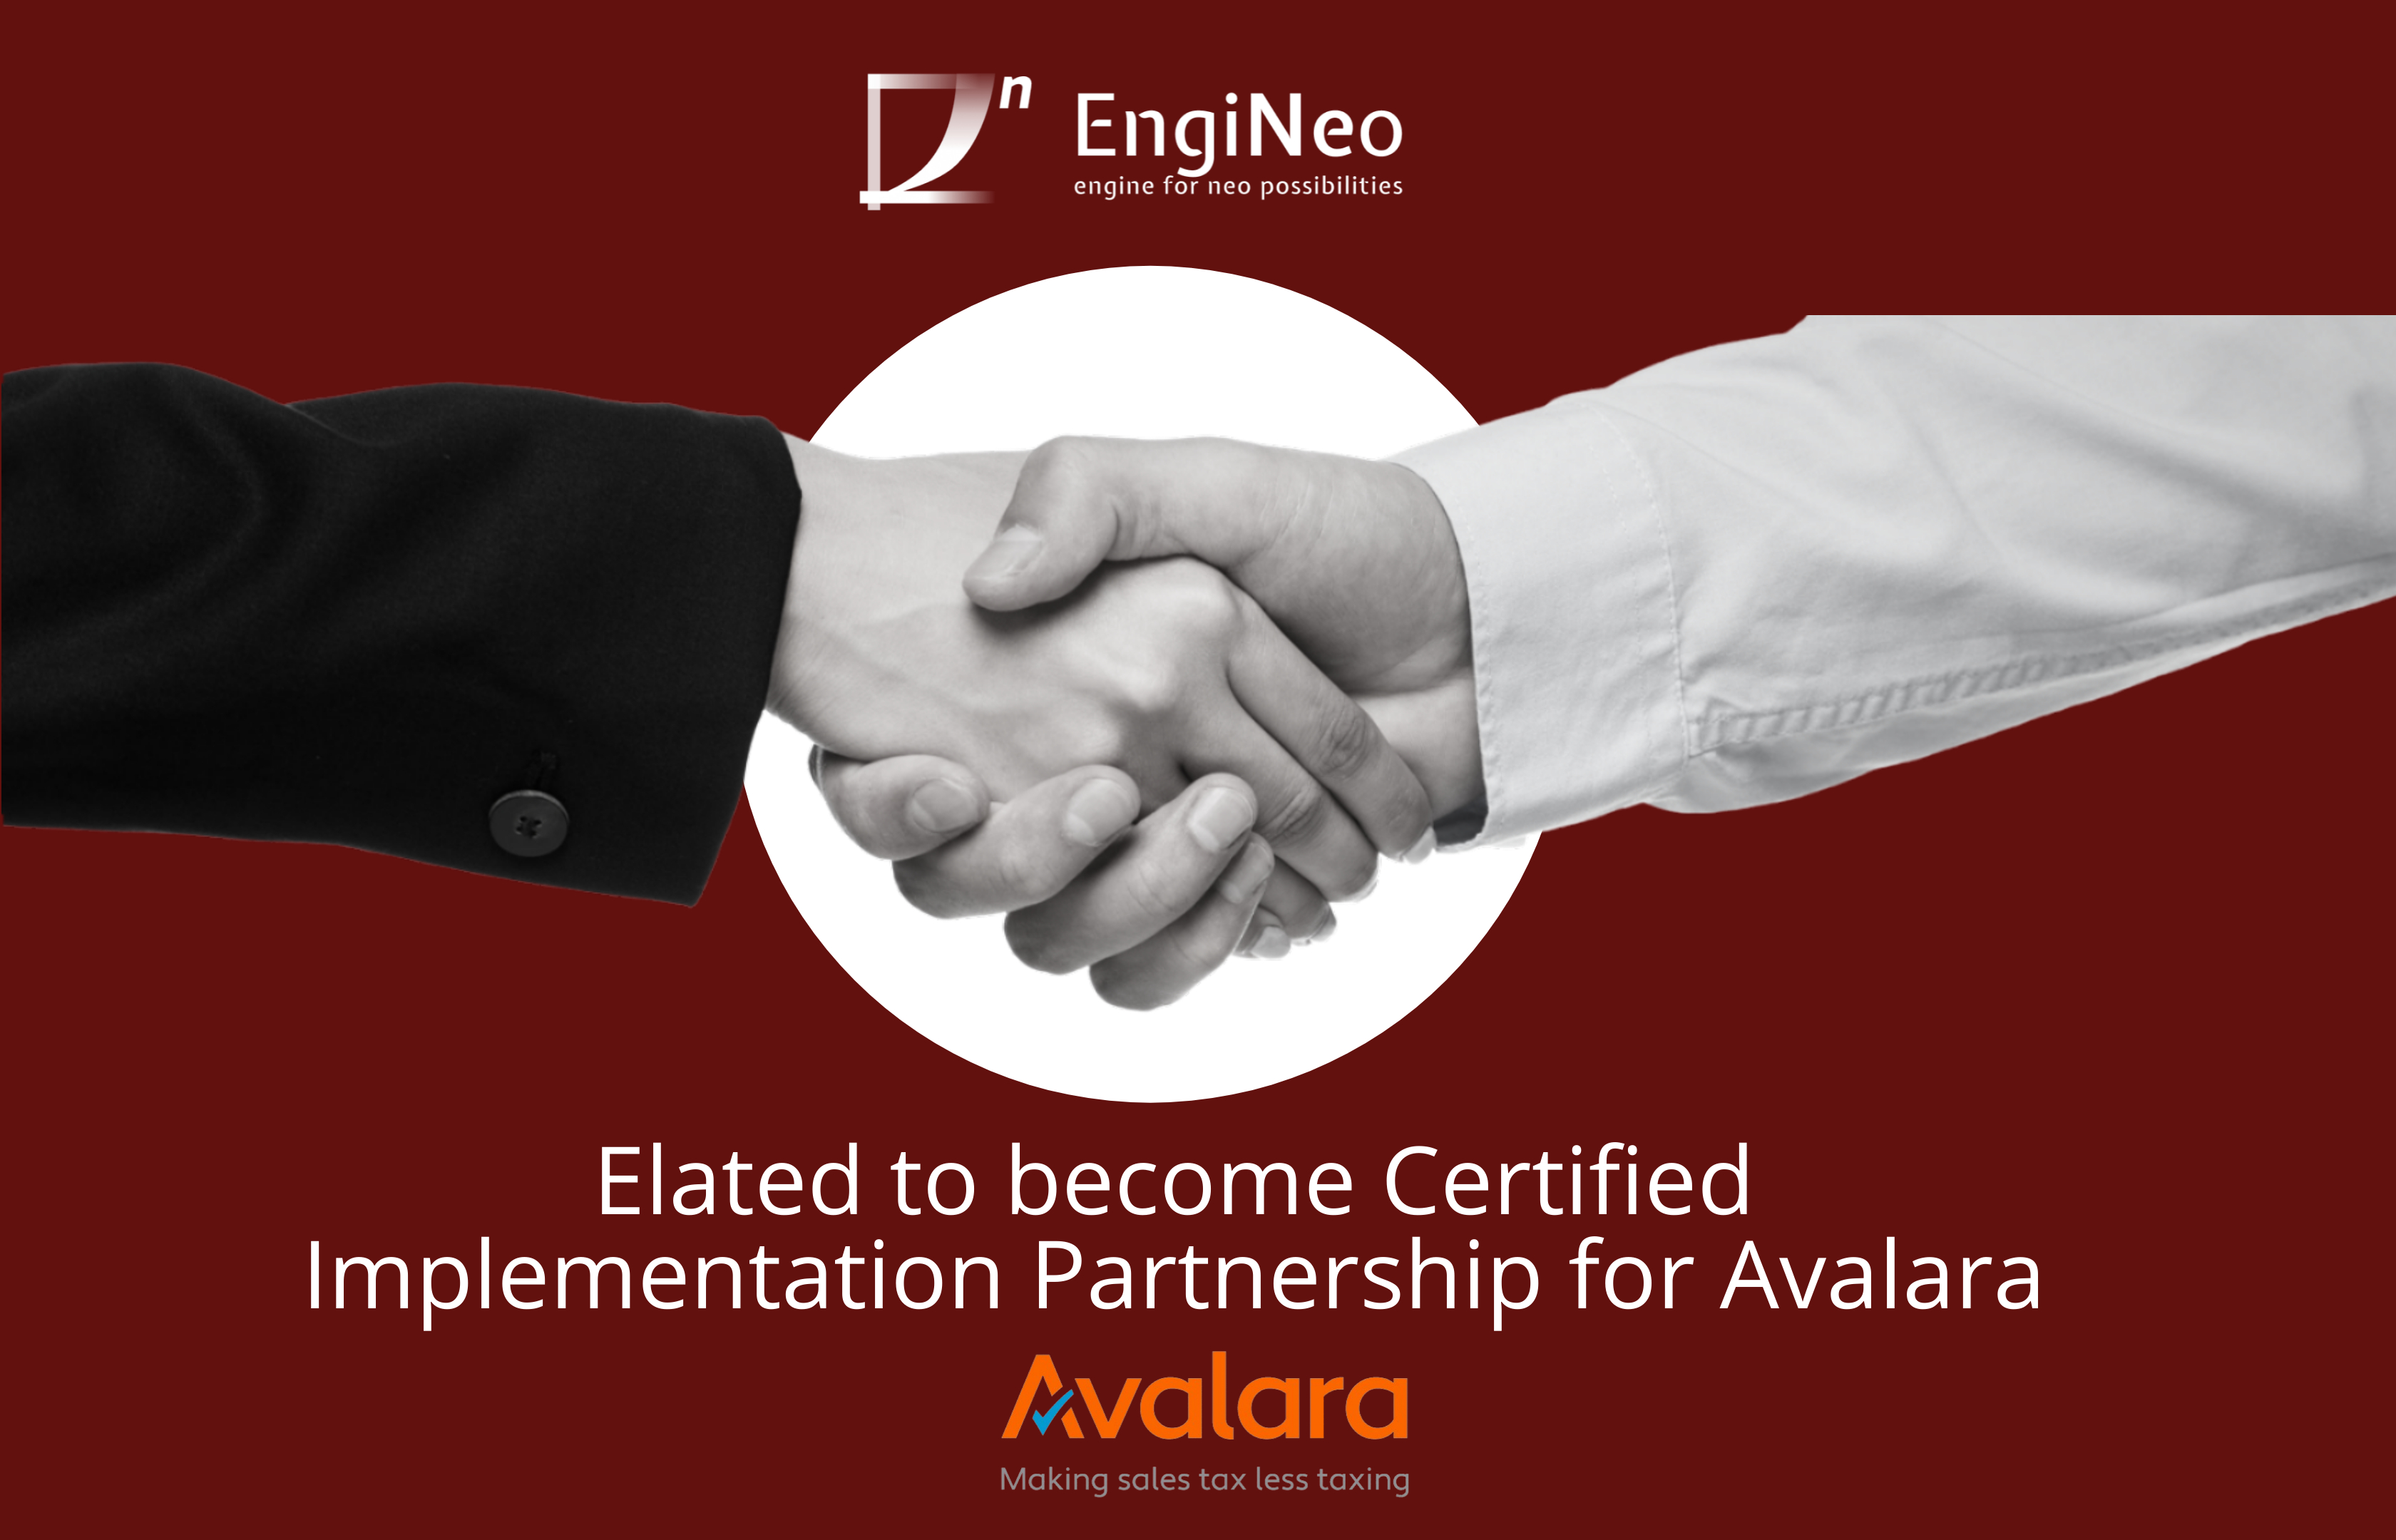 n
EngiNeo
engine for neo possibilities
Elated to become Certified
Implementation Partnership for Avalara
Avalara
Making sales tax less taxing